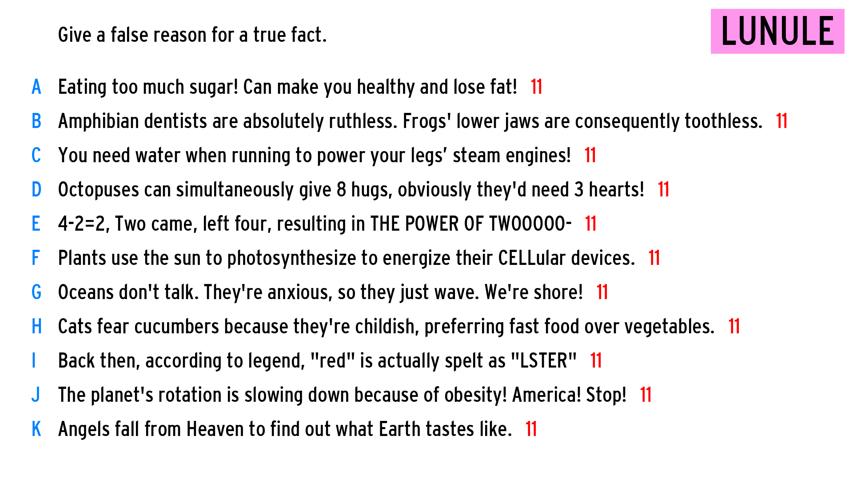 Give a false reason for a true fact.
LUNULE
A Eating too much sugar! Can make you healthy and lose fat! 11
B Amphibian dentists are absolutely ruthless. Frogs' lower jaws are consequently toothless. 11
C You need water when running to power your legs’ steam engines! 11
D Octopuses can simultaneously give 8 hugs, obviously they'd need 3 hearts! 11
E 4-2=2, Two came, left four, resulting in THE POWER OF TWOOOOO- 11
F Plants use the sun to photosynthesize to energize their CELLular devices. 11
G Oceans don't talk. They're anxious, so they just wave. We're shore! 11
H Cats fear cucumbers because they're childish, preferring fast food over vegetables. 11
I Back then, according to legend, "red" is actually spelt as "LSTER" 11
J The planet's rotation is slowing down because of obesity! America! Stop! 11
K Angels fall from Heaven to find out what Earth tastes like. 11